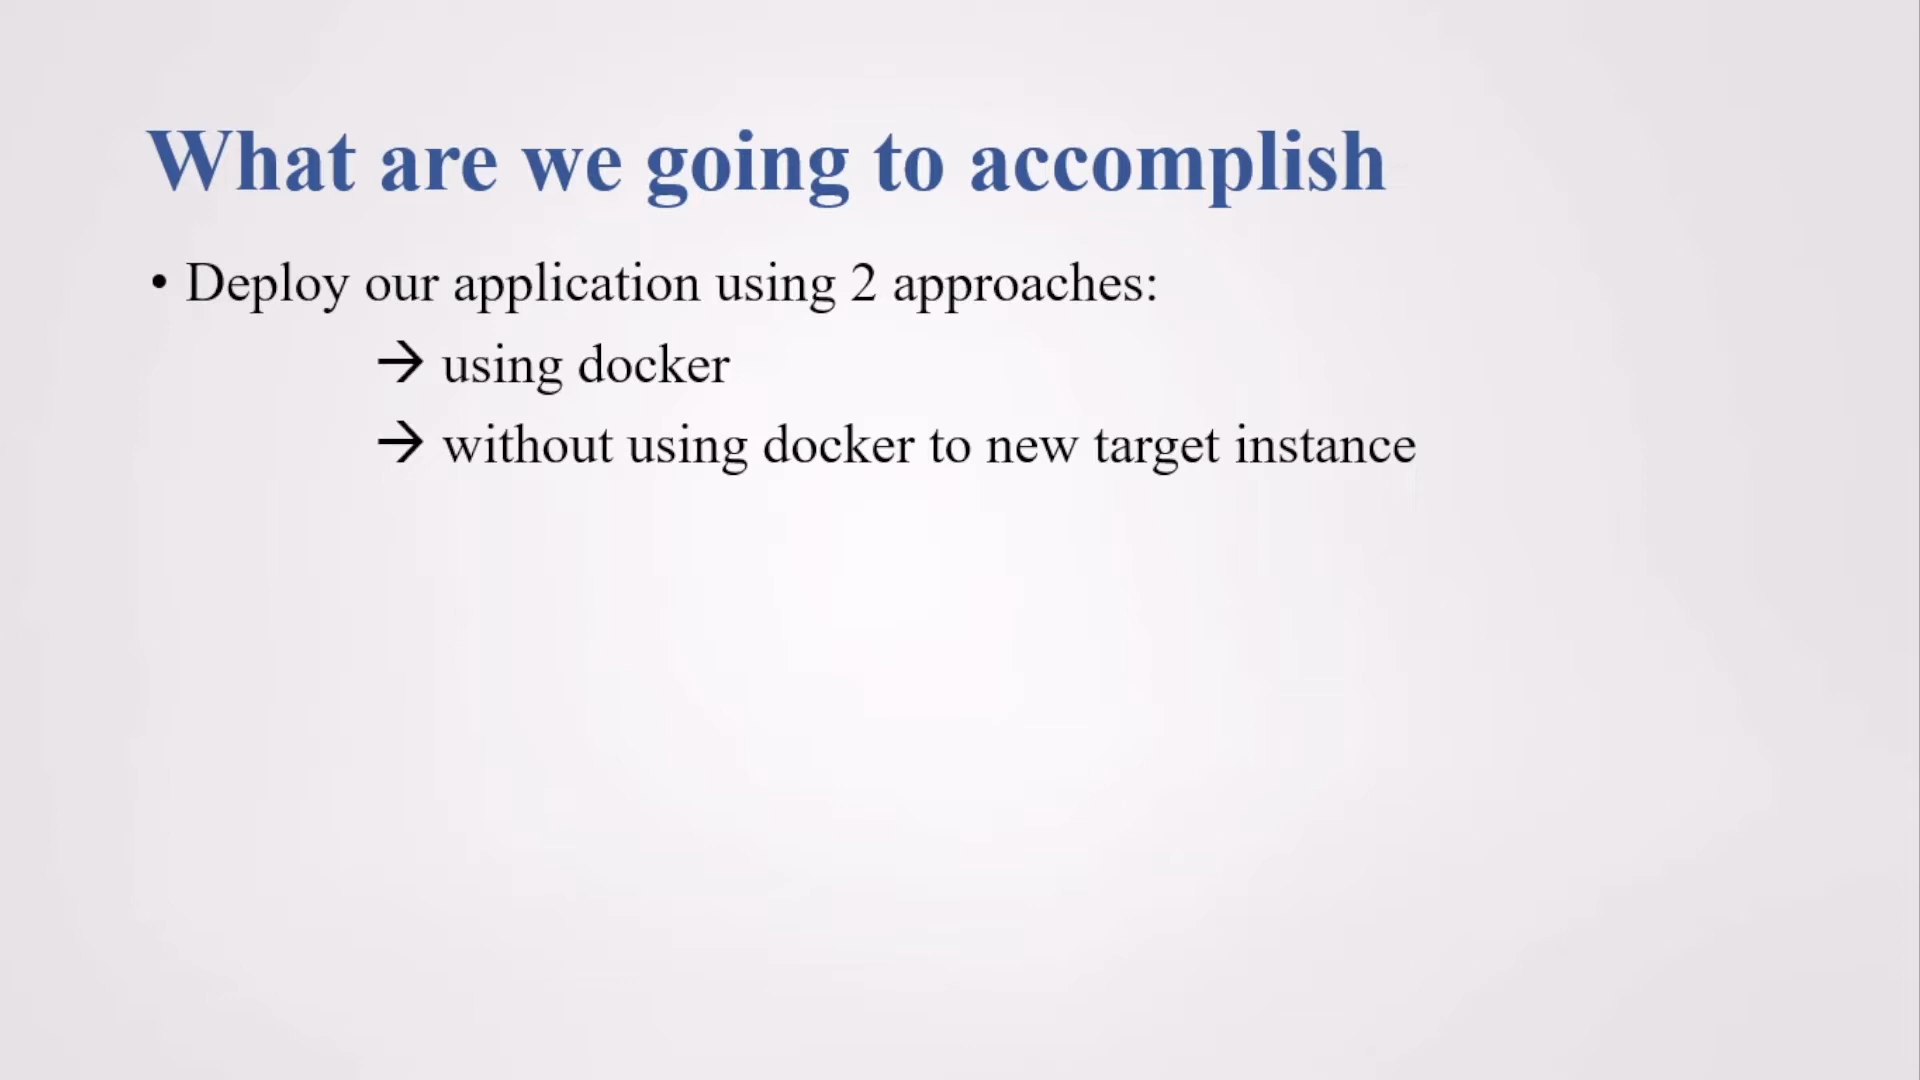 What are we going to accomplish
• Deploy our application using 2 approaches:
→ using docker
→ without using docker to new target instance